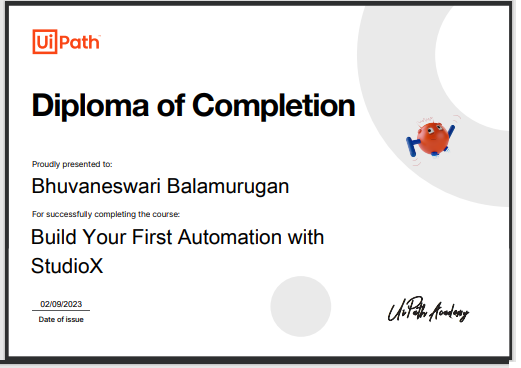 UiPath
Diploma of Completion
Proudly presented to:
Bhuvaneswari Balamurugan
For successfully completing the course:
Build Your First Automation with
StudioX
02/09/2023
Date of issue
UiPath Academy